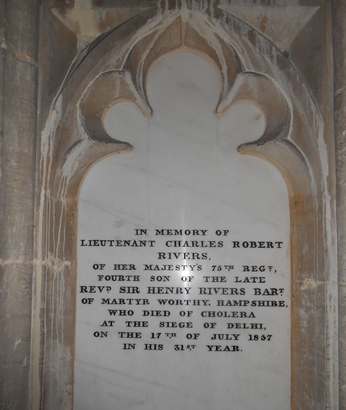 IN MEMORY OF
LIEUTENANT CHARLES ROBERT
RIVERS,
OF HER MAJESTY'S 75TH REGT,
FOURTH SON OF THE LATE
REVD SIR HENRY RIVERS BART
OF MARTYR WORTHY, HAMPSHIRE,
WHO DIED OF CHOLERA
AT THE SIEGE OF DELHI,
ON THE 17TH OF JULY 1857
IN HIS 31ST YEAR.